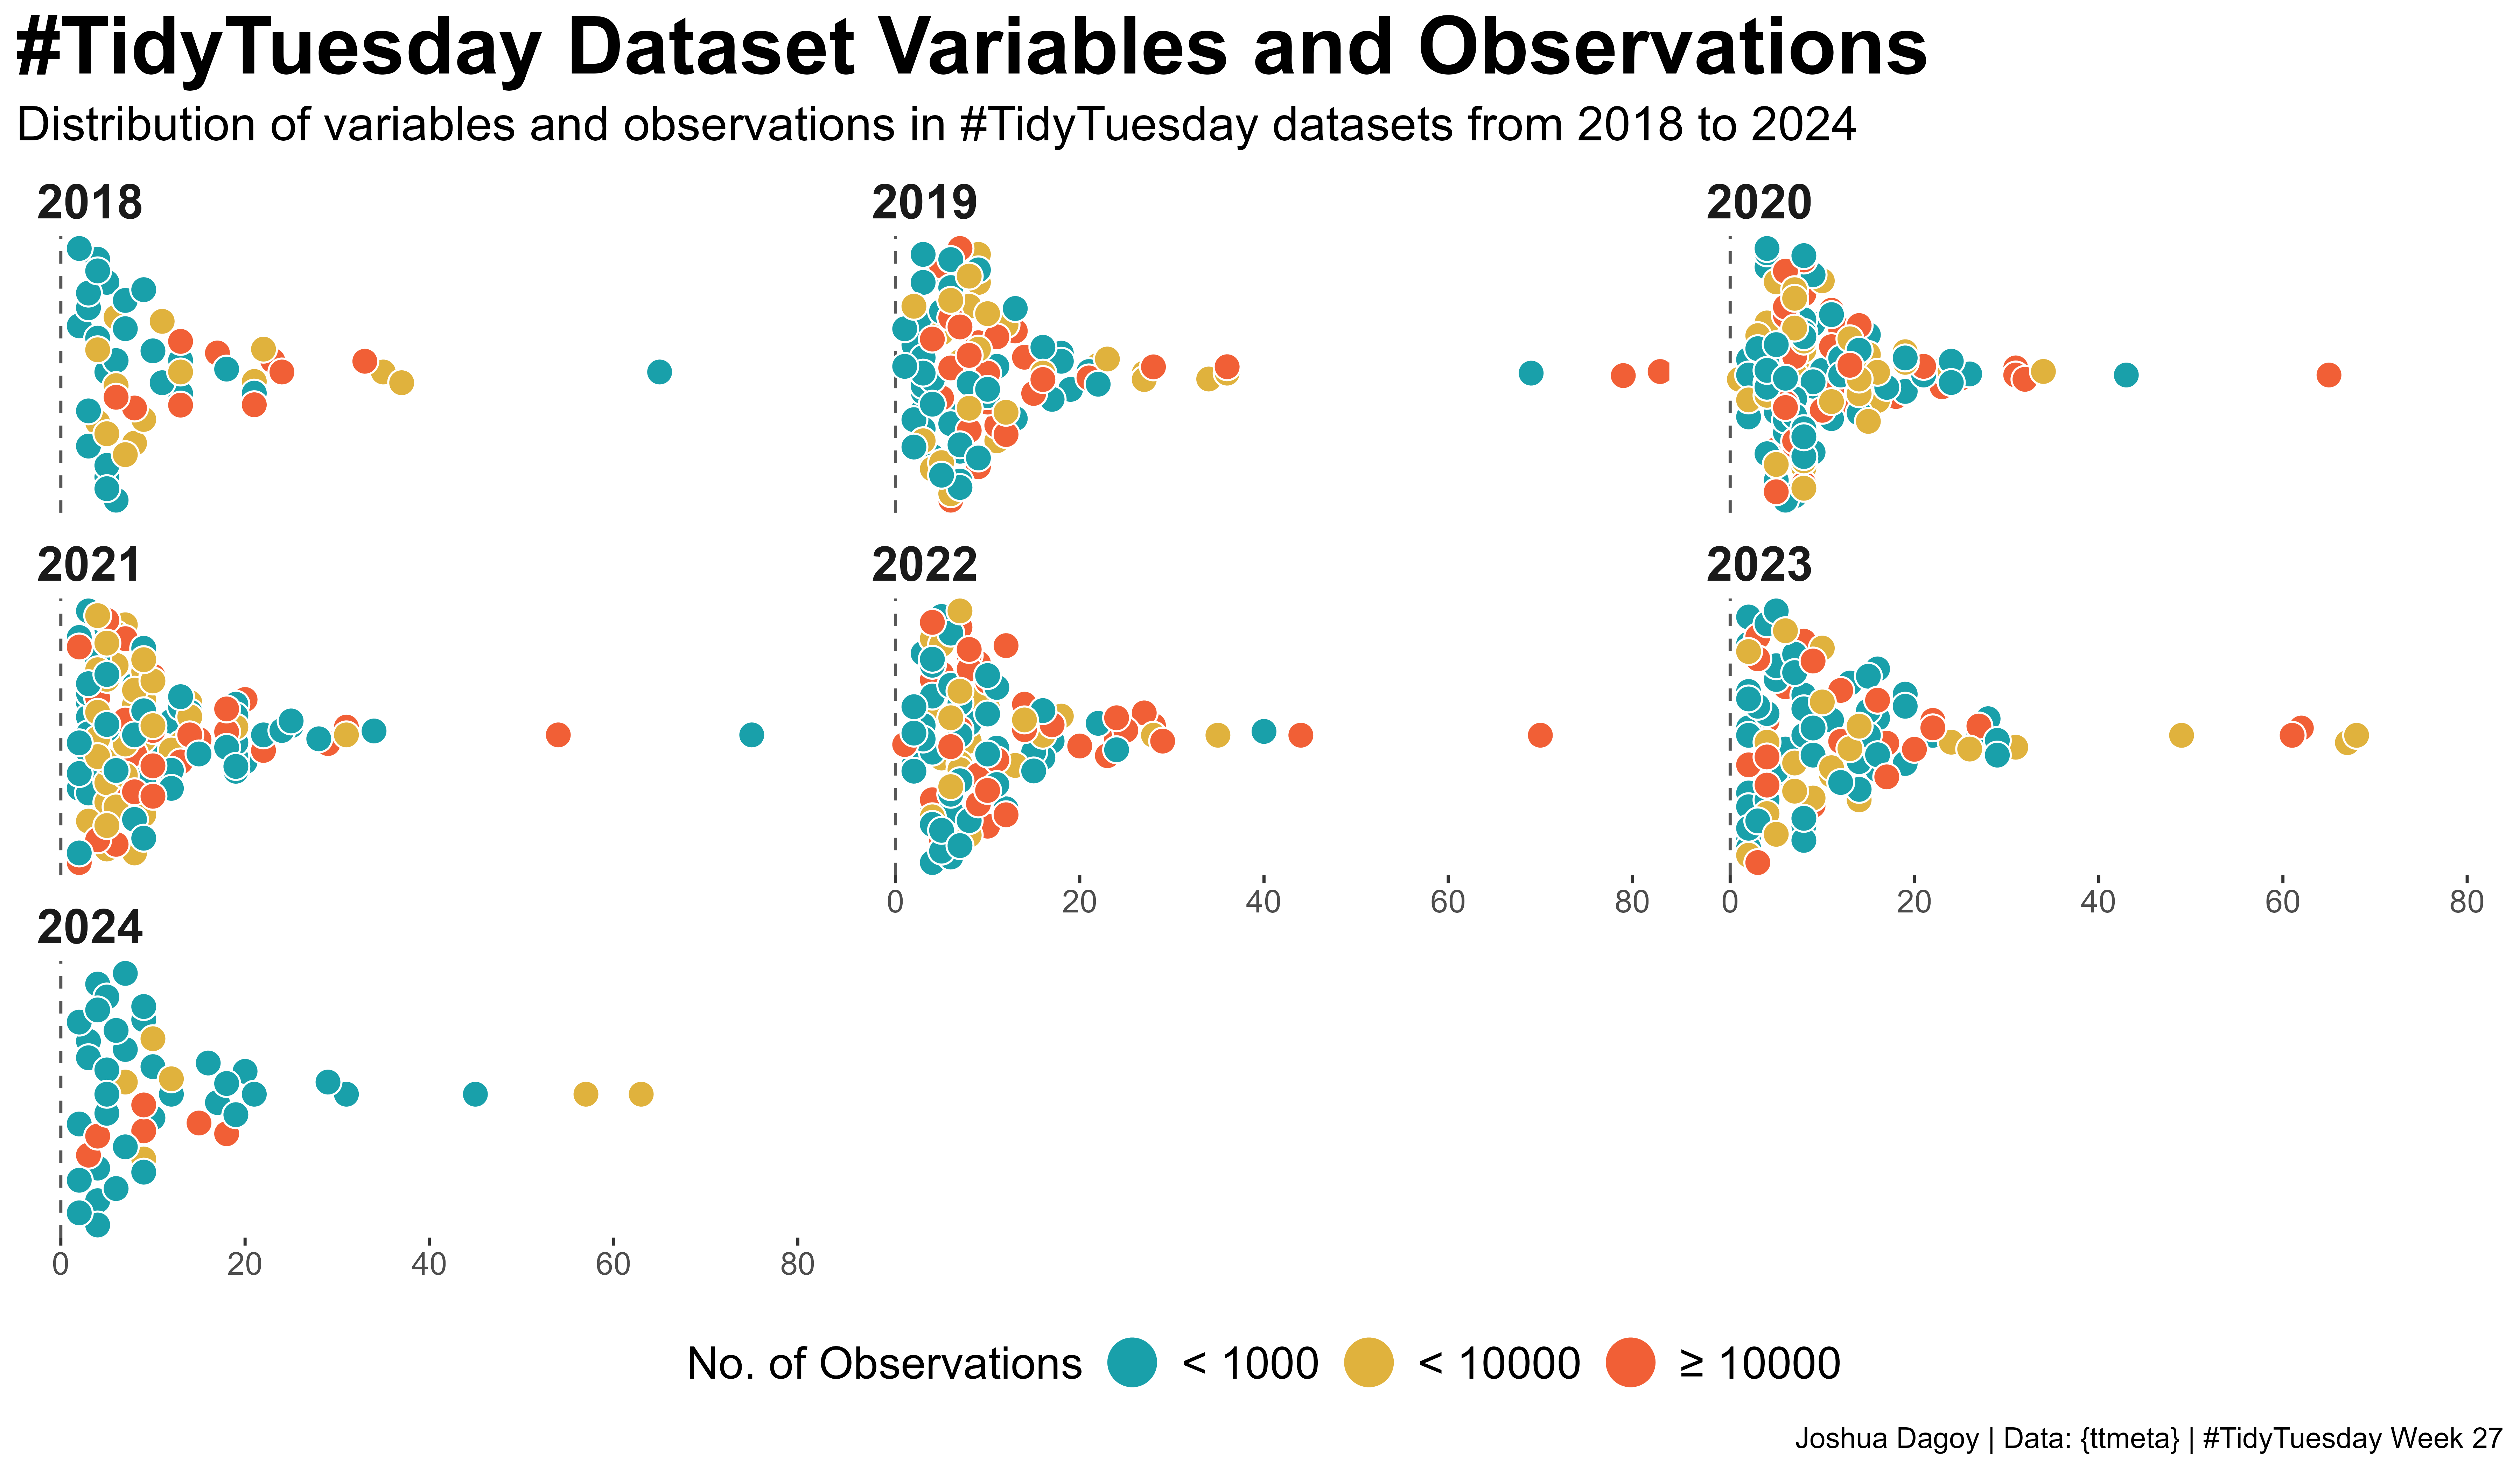 #TidyTuesday Dataset Variables and Observations
Distribution of variables and observations in #TidyTuesday datasets from 2018 to 2024
2018 2019 2020
2021 2022 2023
0 20 40 60 80 0 20 40 60 80
2024
0 20 40 60 80
No. of Observations < 1000 < 10000 ≥ 10000
Joshua Dagoy | Data: {ttmeta} | #TidyTuesday Week 27